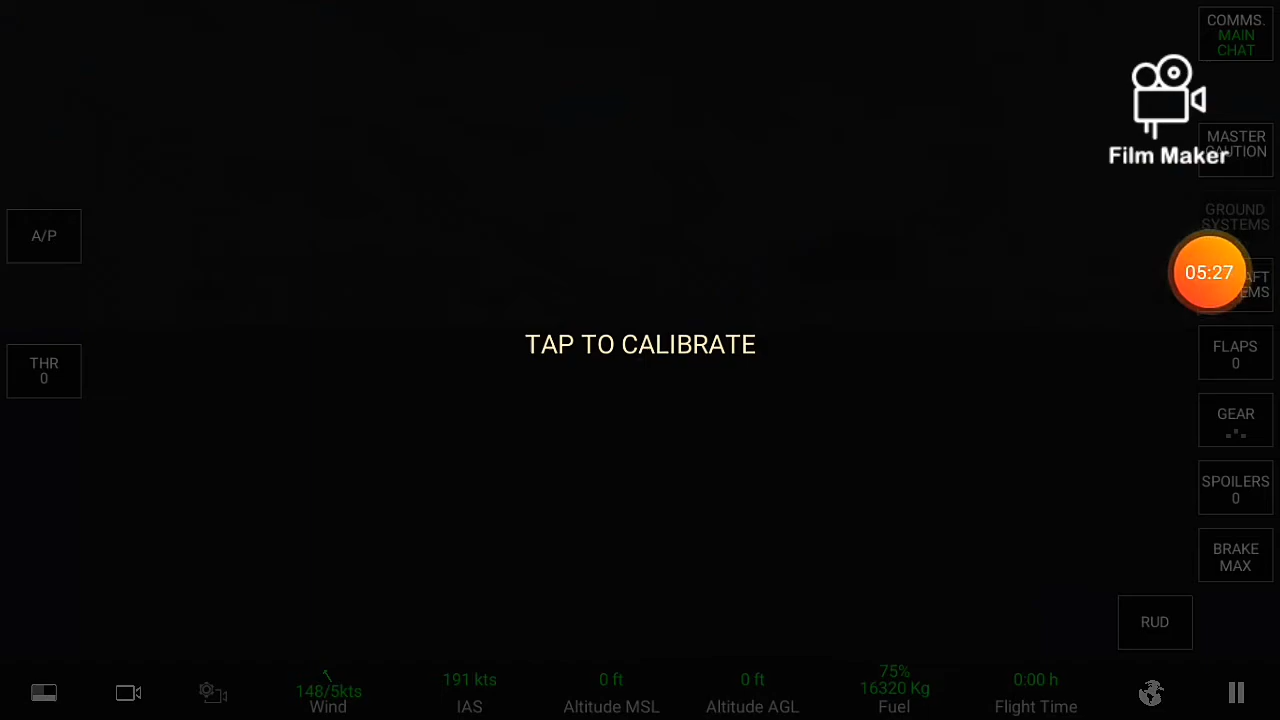 COMMS.
MAIN
CHAT
Film Maker
MASTER
GROUND
SYSTEMS
A/P
05:27
TAP TO CALIBRATE
THR
0
FLAPS
0
GEAR
SPOILERS
0
BRAKE
MAX
RUD
148/5kts
Wind
191 kts
IAS
0 ft
Altitude MSL
0 ft
Altitude AGL
75%
16320 Kg
Fuel
0:00 h
Flight Time